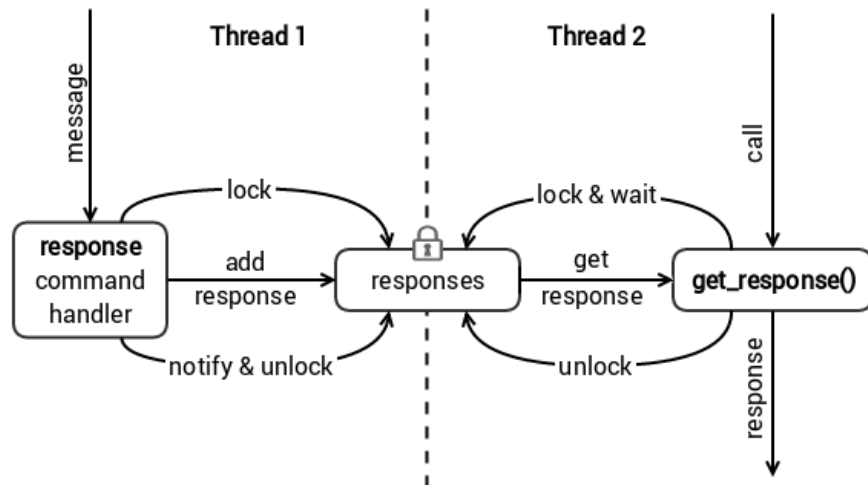 Thread 1
Thread 2
message
call
lock
lock & wait
response
command
handler
add
response
responses
get
response
get_response()
notify & unlock
unlock
response